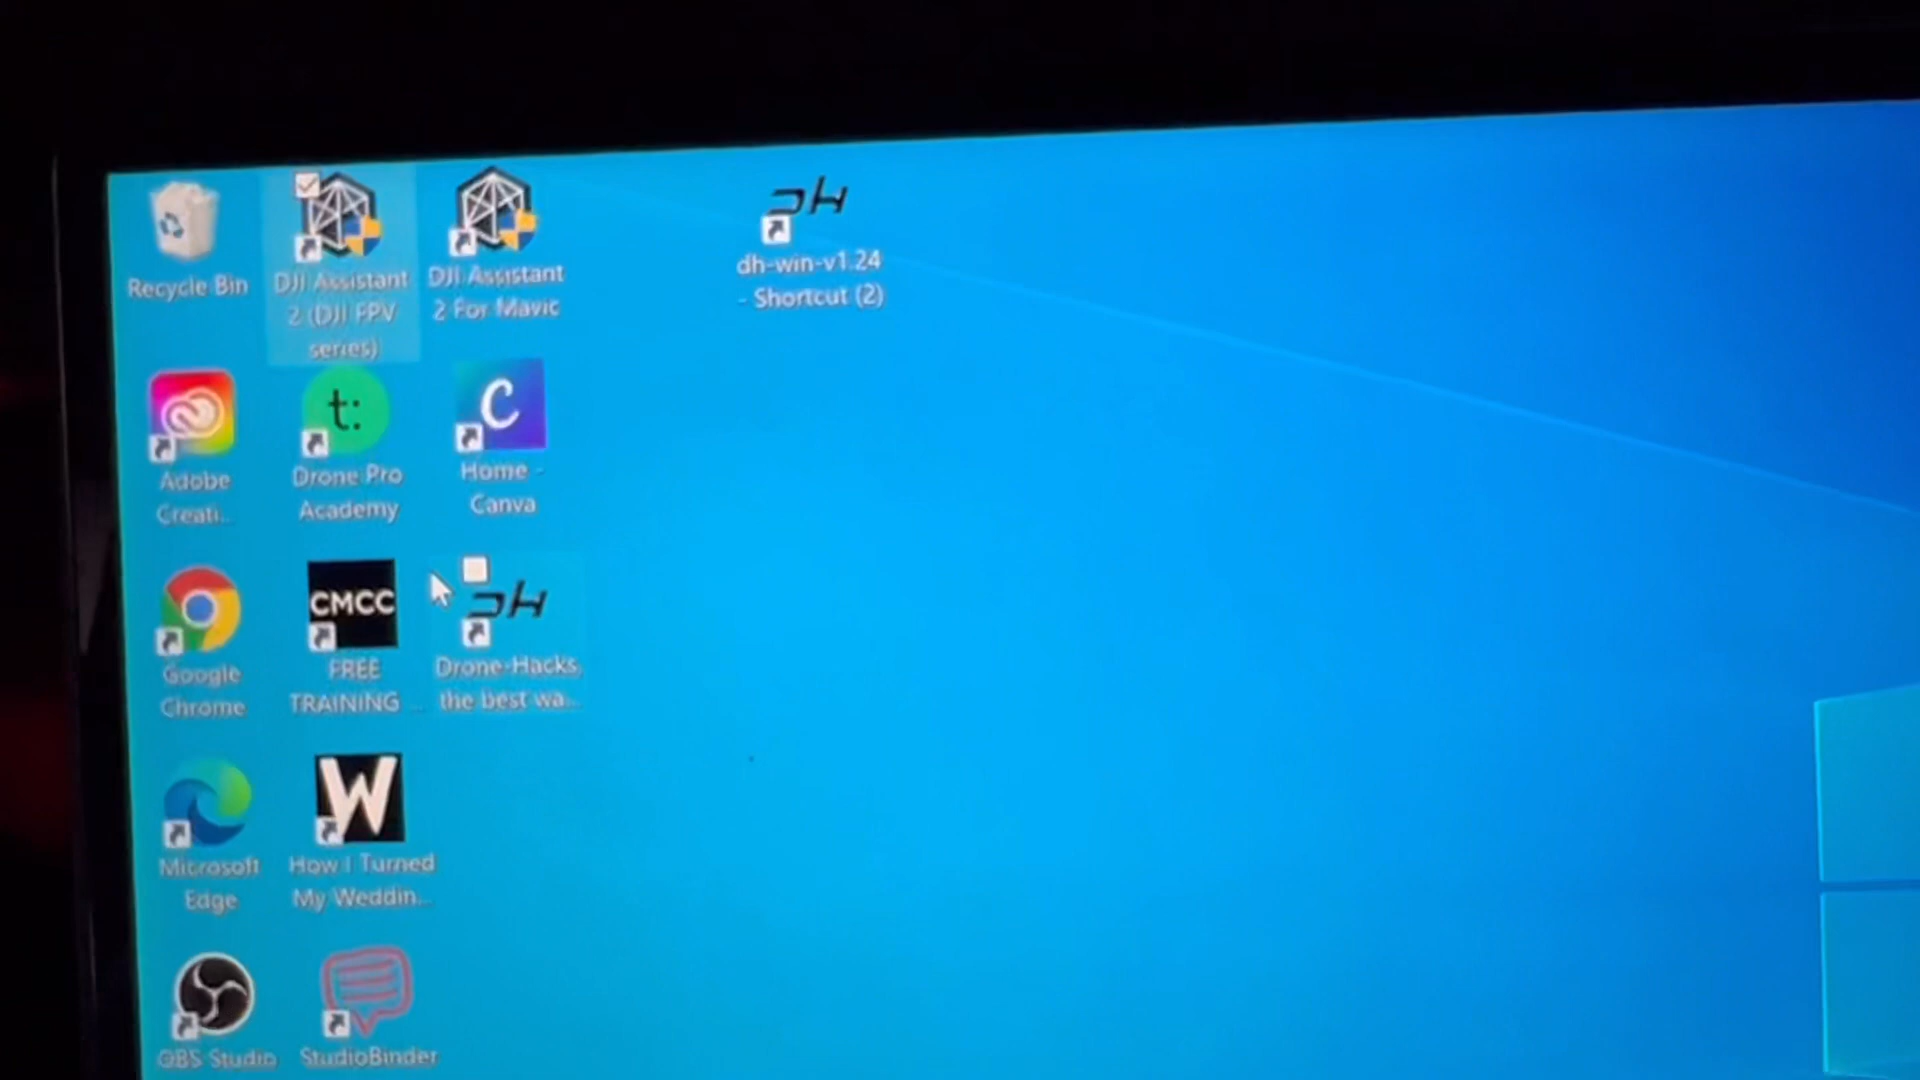 dh
Recycle Bin
DJI Assistant
2 (DJI FPV
series)
DJI Assistant
2 For Mavic
dh-win-v1.24
- Shortcut (2)
t:
C
Adobe
Creati...
Drone Pro
Academy
Home -
Canva
CMCC
dh
Google
Chrome
FREE
TRAINING ...
Drone-Hacks,
the best wa...
W
Microsoft
Edge
How I Turned
My Weddin...
OBS Studio
StudioBinder